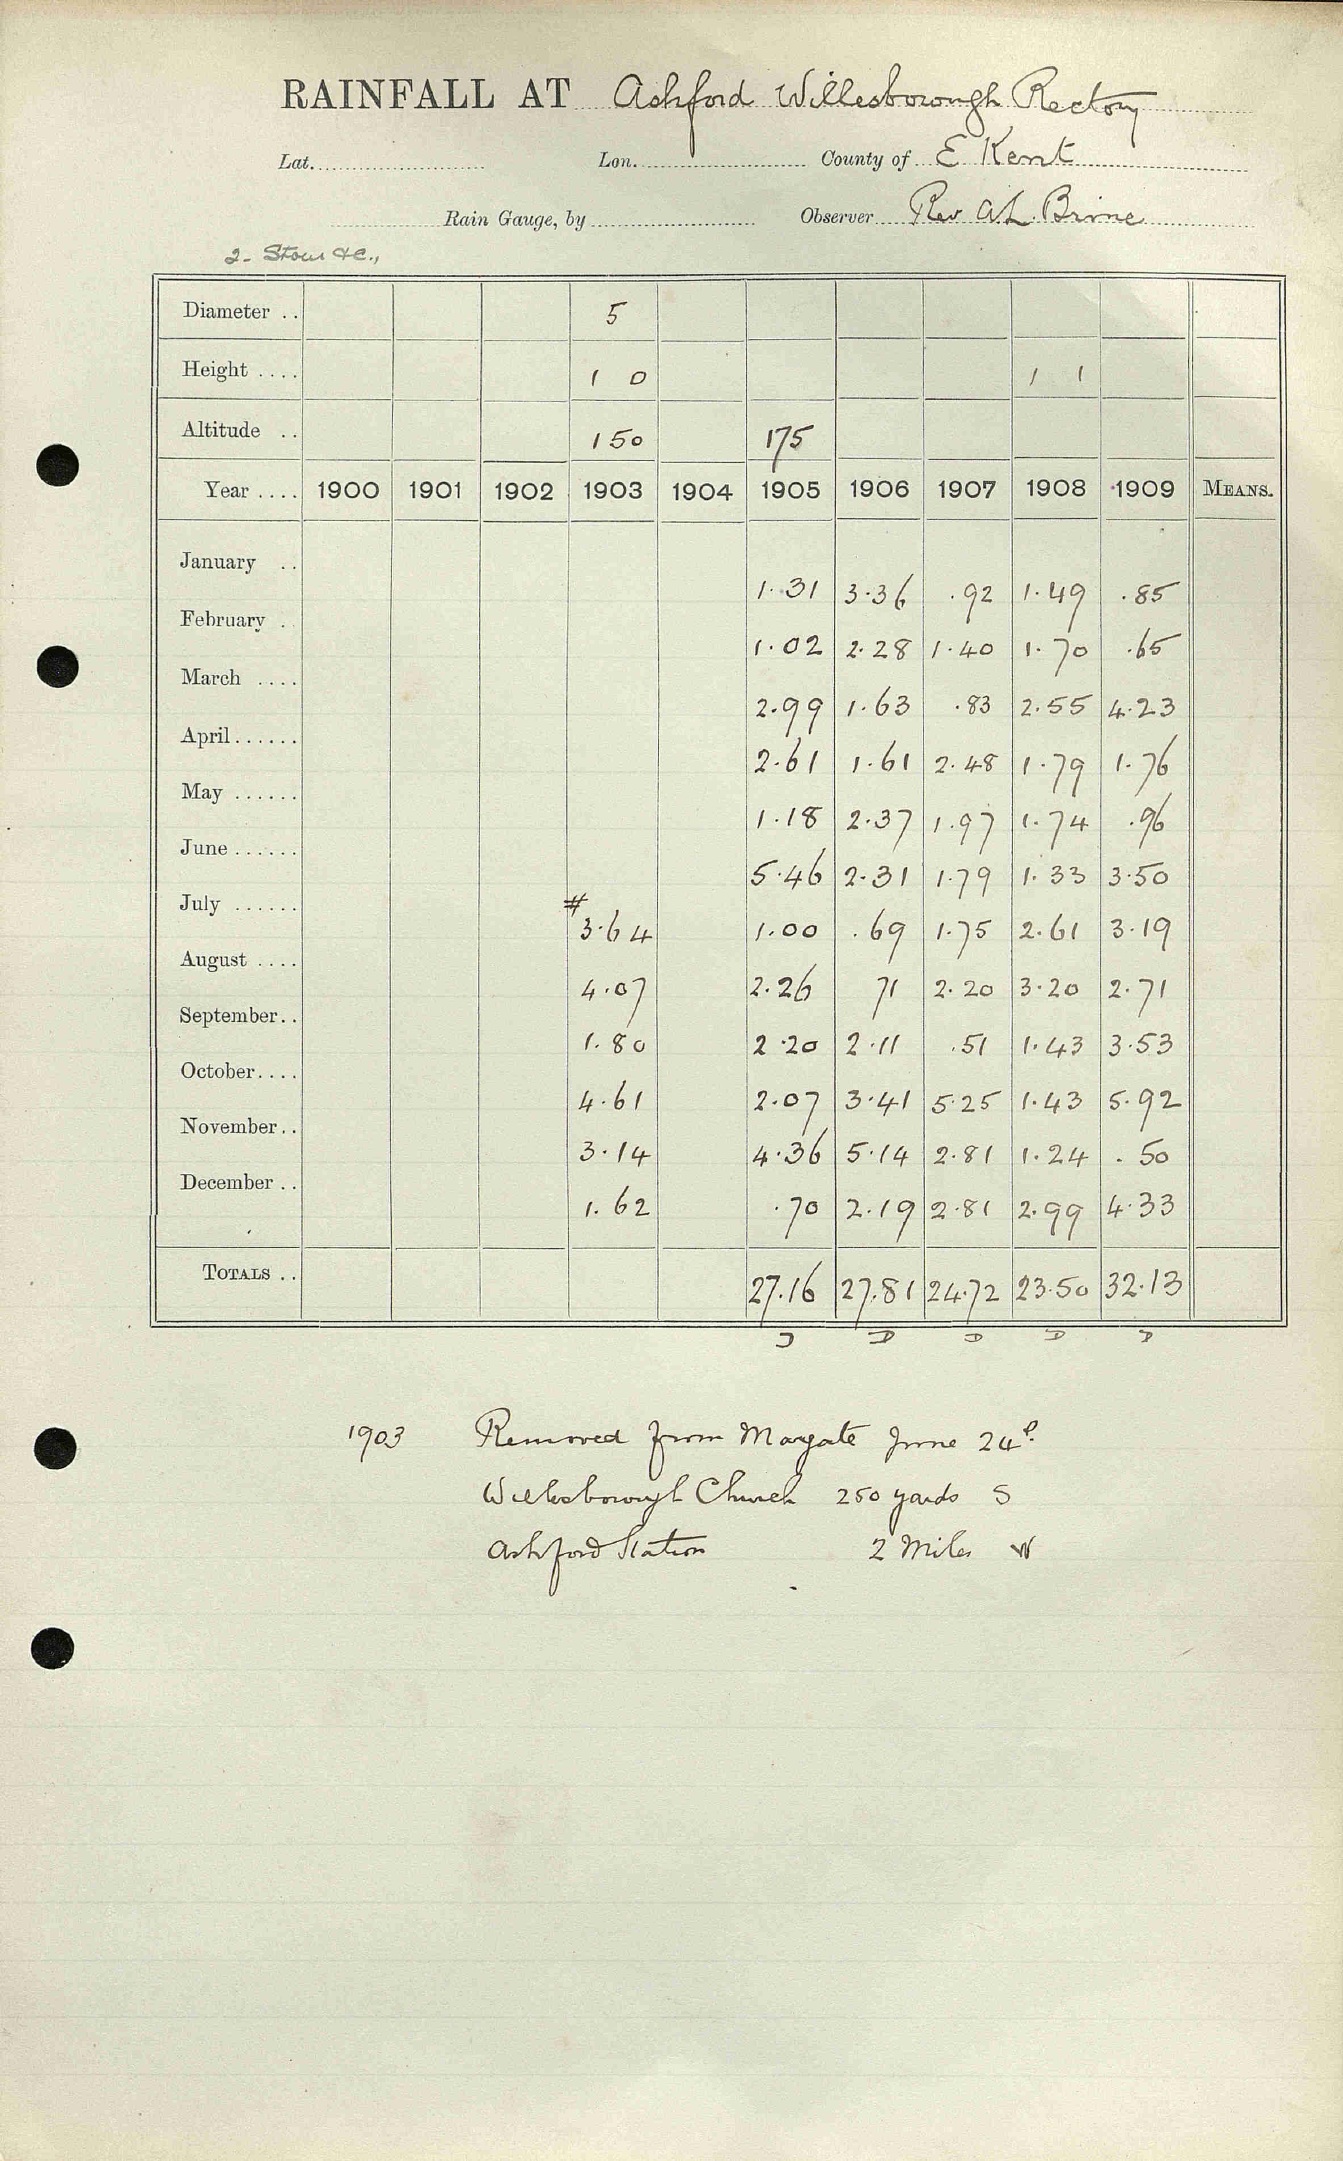 RAINFALL AT Ashford Willesborough Rectory
Lat. Lon. County of E Kent
Rain Gauge, by Observer Rev A.L. Brine
2. Stour &c.,
Diameter .. 5
Height .... 1 0 1 1
Altitude .. 150 175
Year .... 1900 1901 1902 1903 1904 1905 1906 1907 1908 1909 MEANS.
January .. 1.31 3.36 .92 1.49 .85
February . 1.02 2.28 1.40 1.70 .65
March .... 2.99 1.63 .83 2.55 4.23
April...... 2.61 1.61 2.48 1.79 1.76
May ...... 1.18 2.37 1.97 1.74 .96
June ...... 5.46 2.31 1.79 1.33 3.50
July ...... # 3.64 1.00 .69 1.75 2.61 3.19
August .... 4.07 2.26 71 2.20 3.20 2.71
September.. 1.80 2.20 2.11 .51 1.43 3.53
October.... 4.61 2.07 3.41 5.25 1.43 5.92
November.. 3.14 4.36 5.14 2.81 1.24 .50
December .. 1.62 .70 2.19 2.81 2.99 4.33
TOTALS .. 27.16 27.81 24.72 23.50 32.13
D D D D
1903 Removed from Margate June 24
Willesborough Church 250 yards S
Ashford Station 2 Miles W